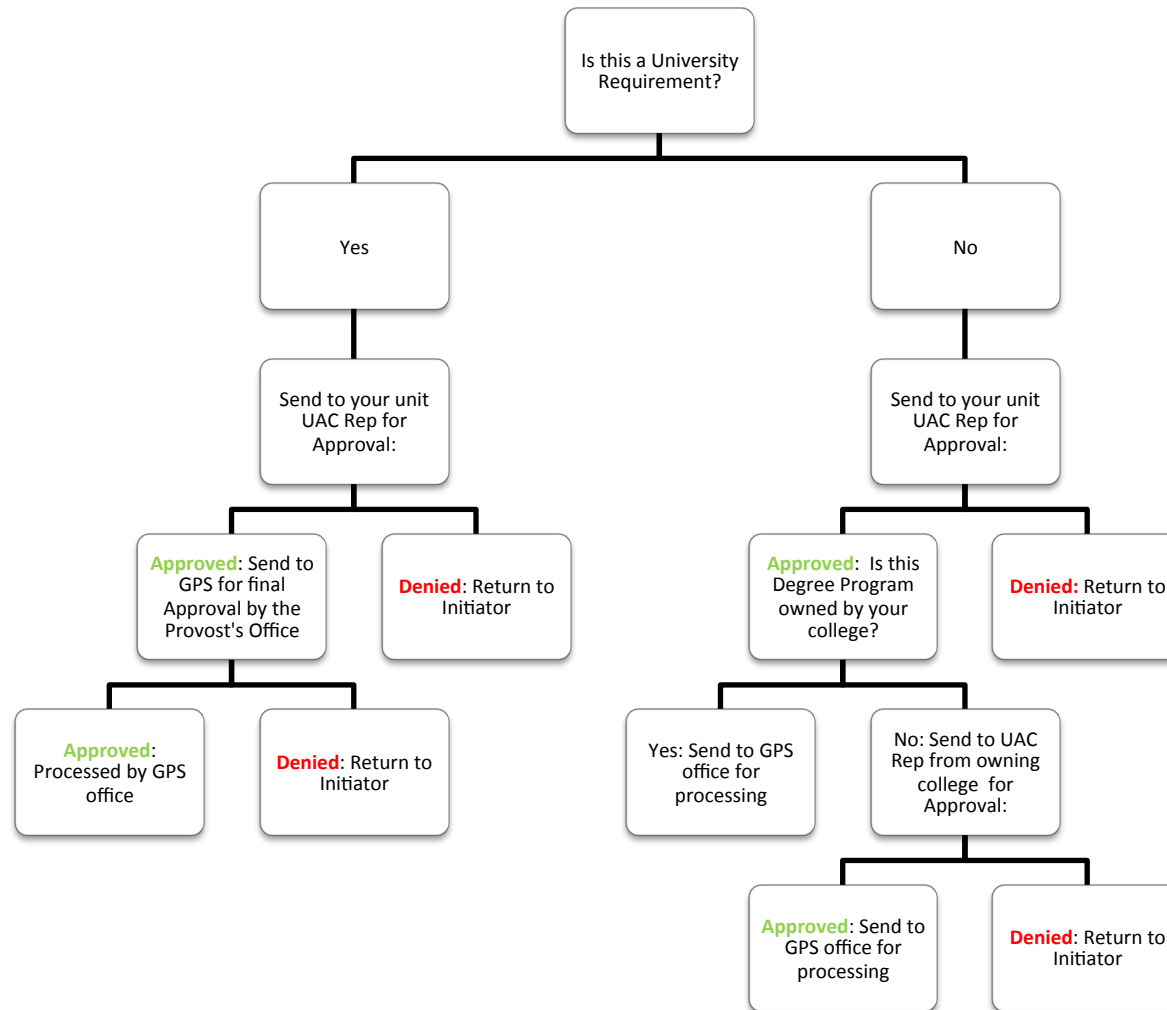 Is this a University
Requirement?
Yes
No
Send to your unit
UAC Rep for
Approval:
Send to your unit
UAC Rep for
Approval:
Approved: Send to
GPS for final
Approval by the
Provost's Office
Denied: Return to
Initiator
Approved:  Is this
Degree Program
owned by your
college?
Denied: Return to
Initiator
Approved:
Processed by GPS
office
Denied: Return to
Initiator
Yes: Send to GPS
office for
processing
No: Send to UAC
Rep from owning
college  for
Approval:
Approved: Send to
GPS office for
processing
Denied: Return to
Initiator